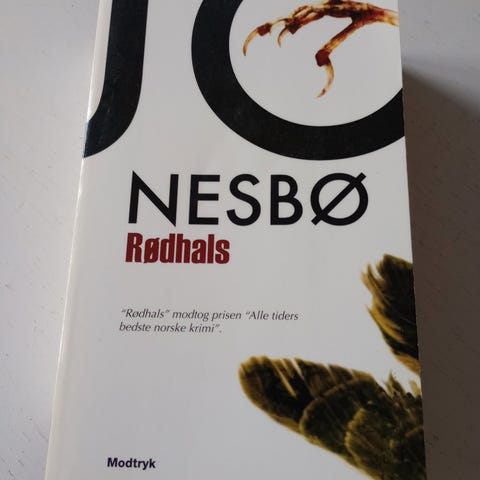 JO
NESBØ
Rødhals
"Rødhals" modtog prisen "Alle tiders
bedste norske krimi".
Modtryk